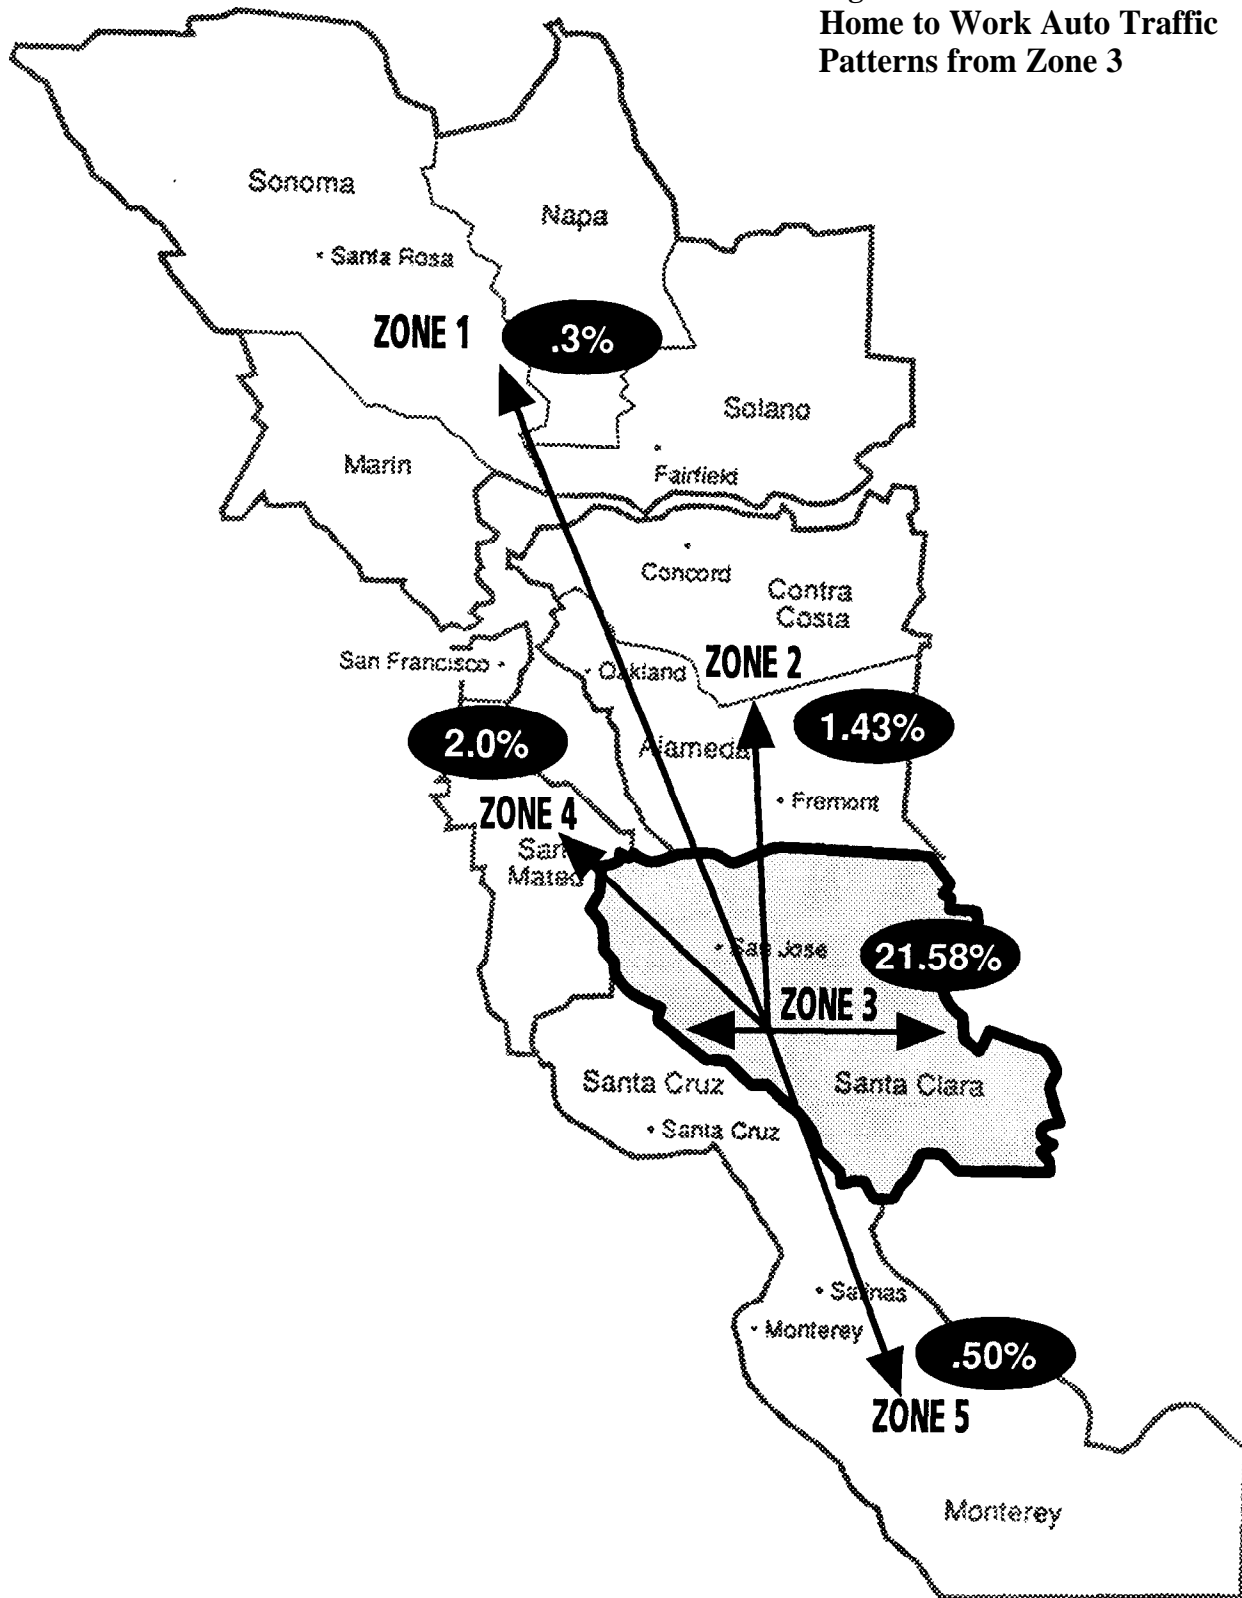 Home to Work Auto Traffic
Patterns from Zone 3
Sonoma
Napa
Santa Rosa
ZONE 1
.3%
Solano
Marin
Fairfield
Concord
Contra
Costa
San Francisco
Oakland
ZONE 2
2.0%
1.43%
Alameda
ZONE 4
Fremont
San
Mateo
San Jose
21.58%
ZONE 3
Santa Cruz
Santa Clara
Santa Cruz
Salinas
Monterey
.50%
ZONE 5
Monterey